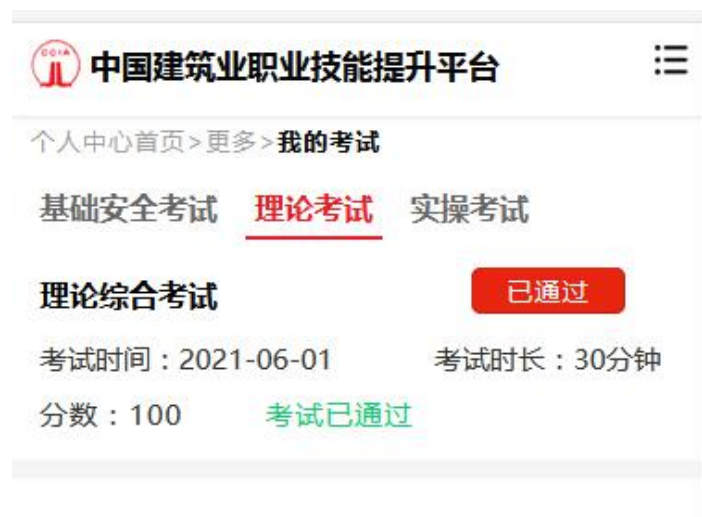 CCIA 中国建筑业职业技能提升平台
个人中心首页>更多>我的考试
基础安全考试 理论考试 实操考试
理论综合考试 已通过
考试时间：2021-06-01 考试时长：30分钟
分数：100 考试已通过